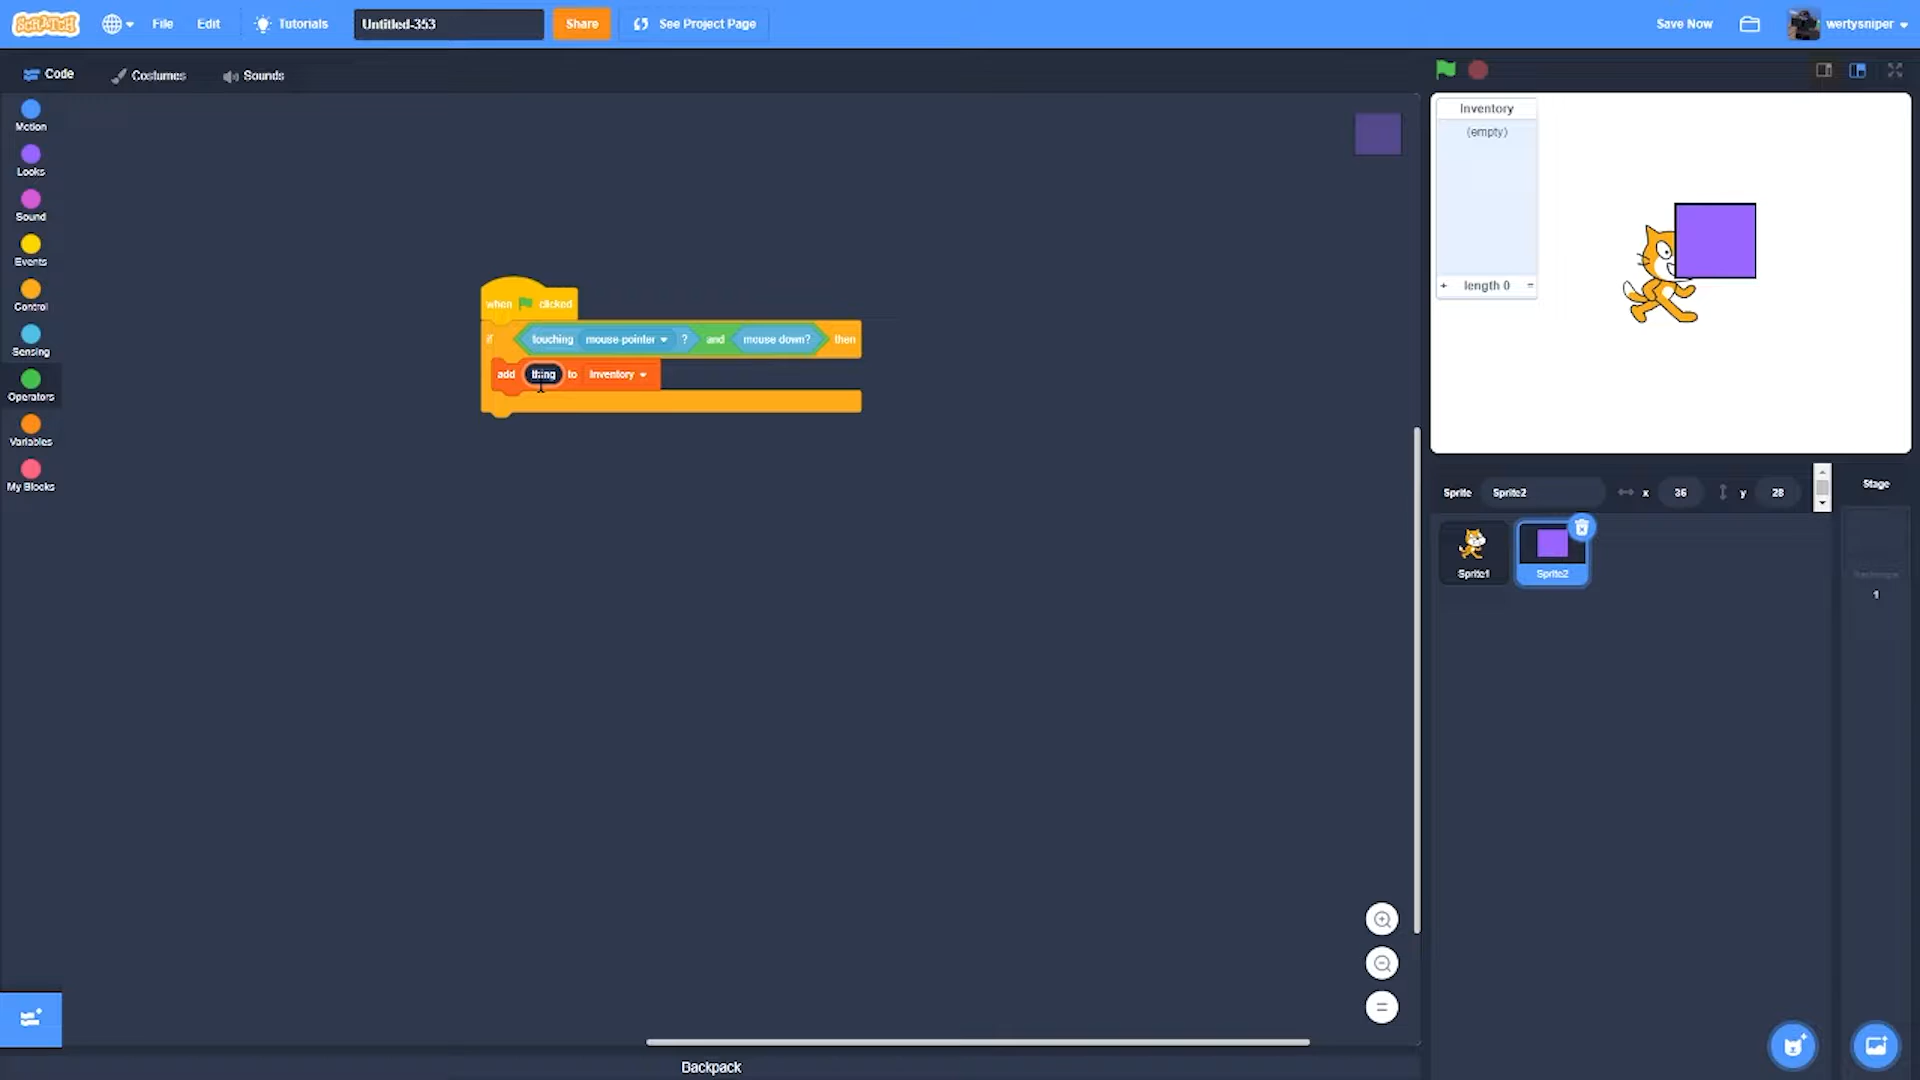 SCRATCH
File
Edit
Tutorials
Untitled-353
Share
See Project Page
Save Now
wertysniper
Code
Costumes
Sounds
Motion
Looks
Sound
Events
Control
Sensing
Operators
Variables
My Blocks
when clicked
if touching mouse-pointer ? and mouse down? then
add thing to Inventory
Inventory
(empty)
+ length 0 =
Sprite Sprite2 x 36 y 28
Stage
Sprite1
Sprite2
1
Backpack